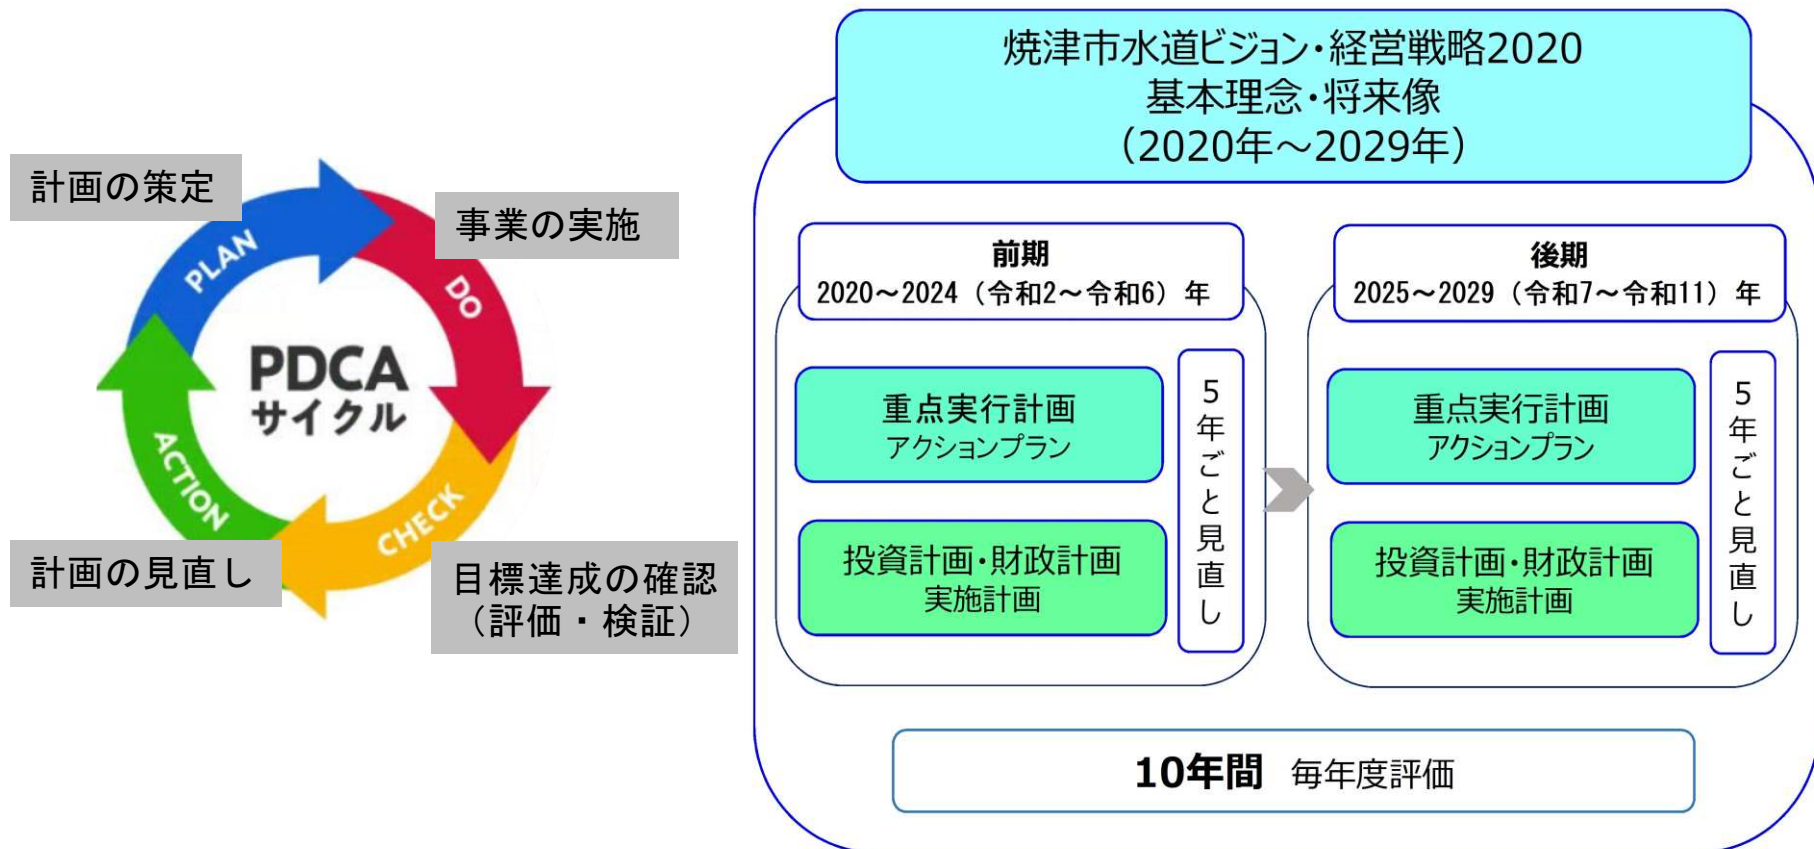 計画の策定
事業の実施
PLAN
DO
PDCA
サイクル
ACTION
CHECK
計画の見直し
目標達成の確認
（評価・検証）
焼津市水道ビジョン・経営戦略2020
基本理念・将来像
（2020年～2029年）
前期
2020～2024（令和2～令和6）年
重点実行計画
アクションプラン
投資計画・財政計画
実施計画
5年ごと見直し
後期
2025～2029（令和7～令和11）年
重点実行計画
アクションプラン
投資計画・財政計画
実施計画
5年ごと見直し
10年間 毎年度評価